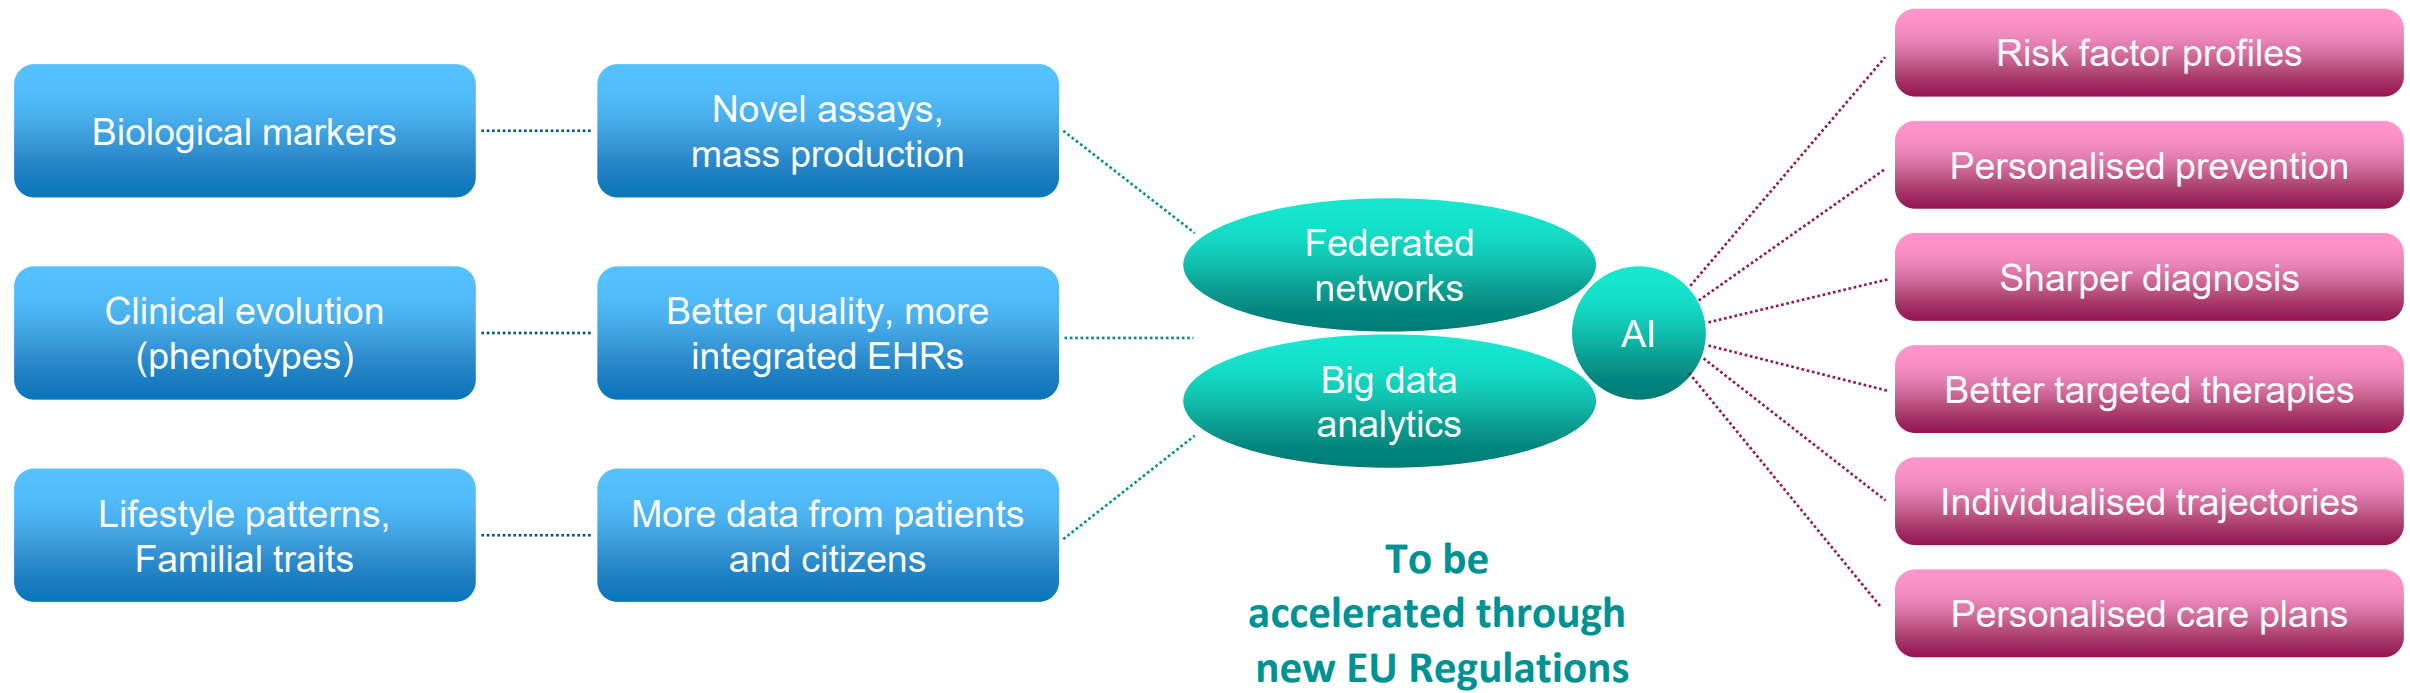 Biological markers
Novel assays,
mass production
Clinical evolution
(phenotypes)
Better quality, more
integrated EHRs
Lifestyle patterns,
Familial traits
More data from patients
and citizens
Federated
networks
Big data
analytics
AI
To be
accelerated through
new EU Regulations
Risk factor profiles
Personalised prevention
Sharper diagnosis
Better targeted therapies
Individualised trajectories
Personalised care plans